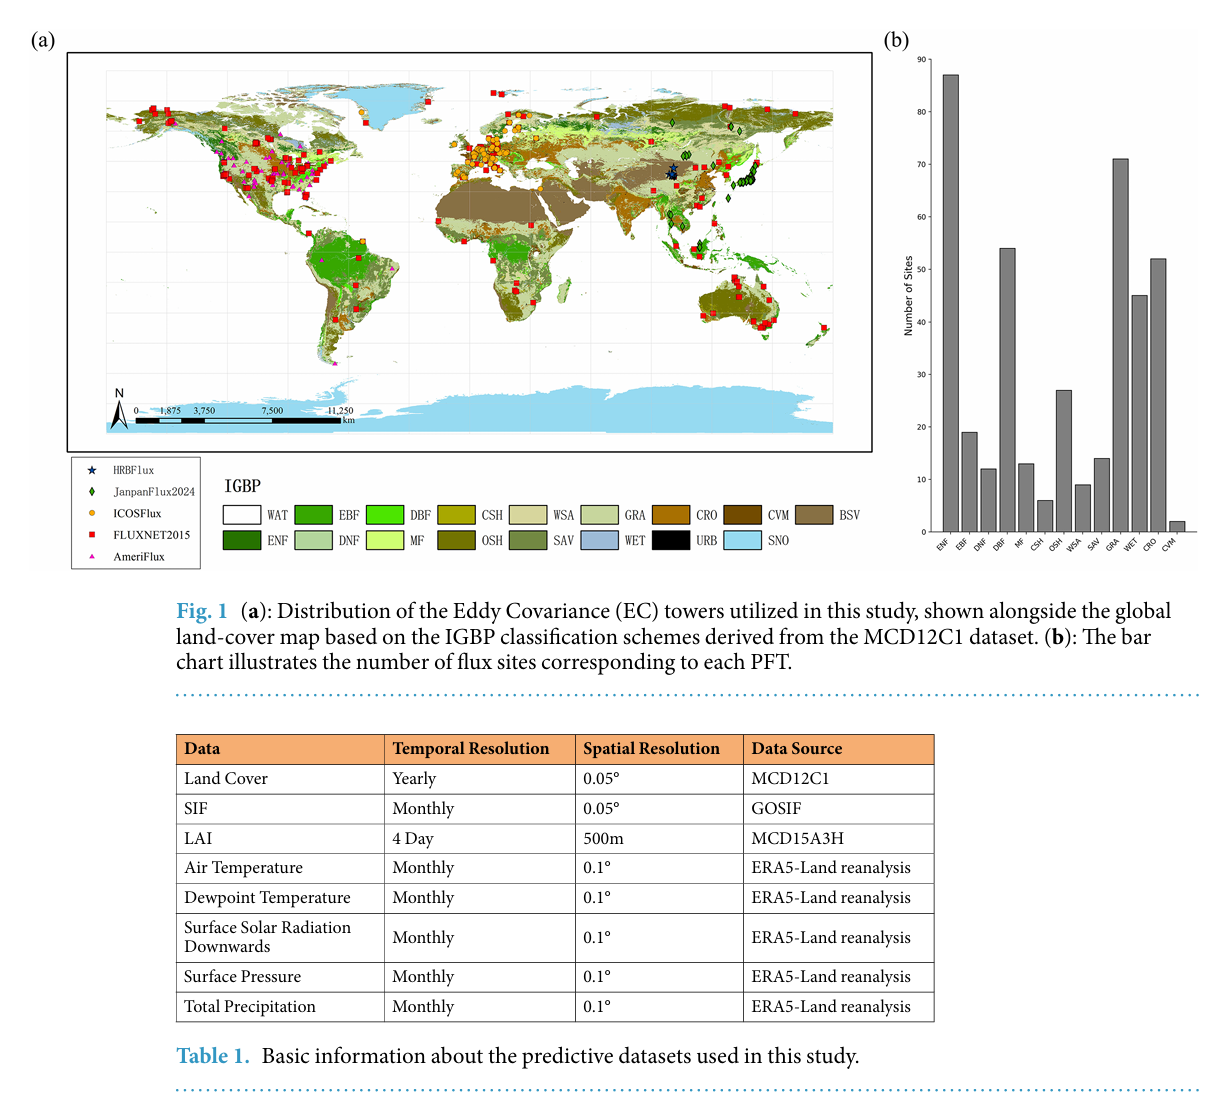 (a)
N
0 1,875 3,750 7,500 11,250
km
HRBFlux
JanpanFlux2024
ICOSFlux
FLUXNET2015
AmeriFlux
IGBP
WAT EBF DBF CSH WSA GRA CRO CVM BSV
ENF DNF MF OSH SAV WET URB SNO
(b)
90
80
70
60
50
40
30
20
10
0
Number of Sites
ENF EBF DNF DBF MF CSH OSH WSA SAV GRA WET CRO CVM
Fig. 1 (a): Distribution of the Eddy Covariance (EC) towers utilized in this study, shown alongside the global
land-cover map based on the IGBP classification schemes derived from the MCD12C1 dataset. (b): The bar
chart illustrates the number of flux sites corresponding to each PFT.
Data Temporal Resolution Spatial Resolution Data Source
Land Cover Yearly 0.05° MCD12C1
SIF Monthly 0.05° GOSIF
LAI 4 Day 500m MCD15A3H
Air Temperature Monthly 0.1° ERA5-Land reanalysis
Dewpoint Temperature Monthly 0.1° ERA5-Land reanalysis
Surface Solar Radiation
Downwards Monthly 0.1° ERA5-Land reanalysis
Surface Pressure Monthly 0.1° ERA5-Land reanalysis
Total Precipitation Monthly 0.1° ERA5-Land reanalysis
Table 1. Basic information about the predictive datasets used in this study.